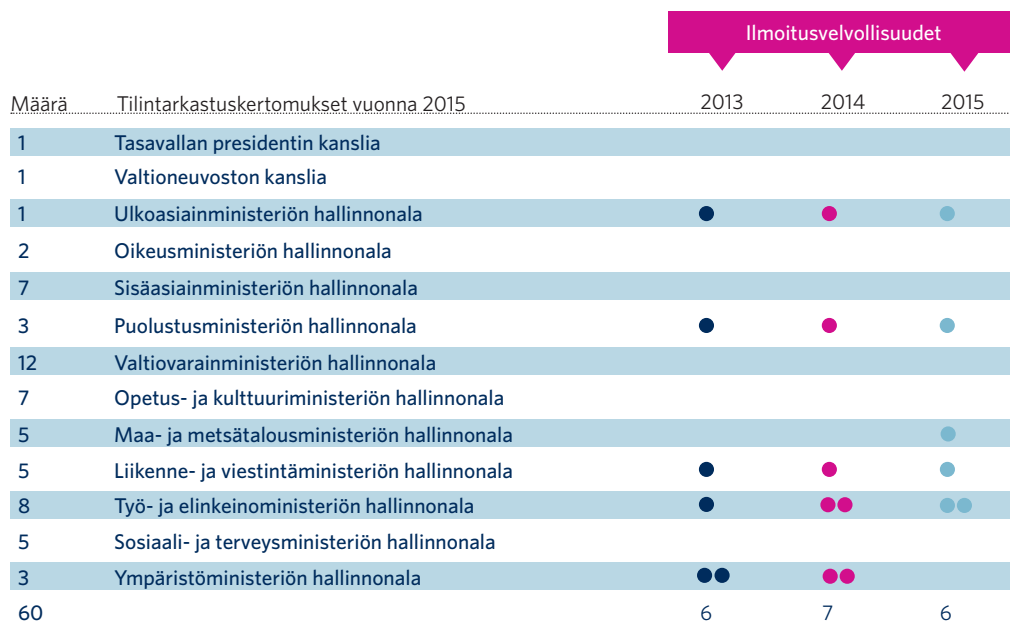 Ilmoitusvelvollisuudet
Määrä Tilintarkastuskertomukset vuonna 2015 2013 2014 2015
1 Tasavallan presidentin kanslia
1 Valtioneuvoston kanslia
1 Ulkoasiainministeriön hallinnonala
2 Oikeusministeriön hallinnonala
7 Sisäasiainministeriön hallinnonala
3 Puolustusministeriön hallinnonala
12 Valtiovarainministeriön hallinnonala
7 Opetus- ja kulttuuriministeriön hallinnonala
5 Maa- ja metsätalousministeriön hallinnonala
5 Liikenne- ja viestintäministeriön hallinnonala
8 Työ- ja elinkeinoministeriön hallinnonala
5 Sosiaali- ja terveysministeriön hallinnonala
3 Ympäristöministeriön hallinnonala
60 6 7 6